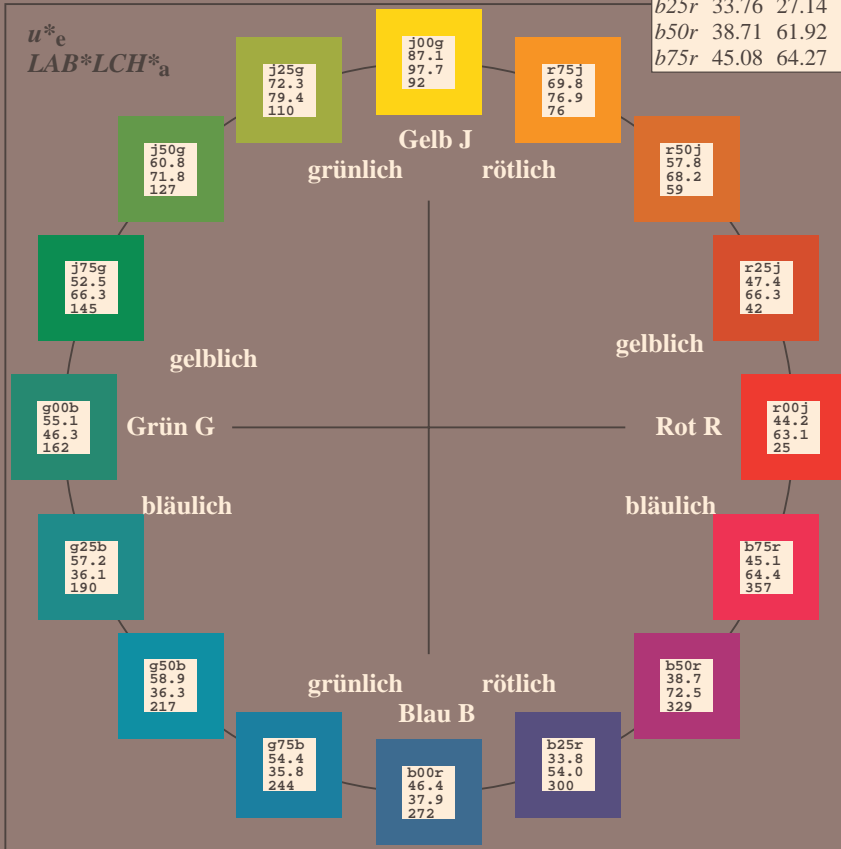 b25r 33.76 27.14
b50r 38.71 61.92
b75r 45.08 64.27
u*e
LAB*LCH*a
j00g
87.1
97.7
92
j25g
72.3
79.4
110
r75j
69.8
76.9
76
Gelb J
grünlich rötlich
j50g
60.8
71.8
127
r50j
57.8
68.2
59
j75g
52.5
66.3
145
r25j
47.4
66.3
42
gelblich
gelblich
g00b
55.1
46.3
162
Grün G
Rot R
r00j
44.2
63.1
25
bläulich
bläulich
g25b
57.2
36.1
190
b75r
45.1
64.4
357
g50b
58.9
36.3
217
b50r
38.7
72.5
329
grünlich rötlich
Blau B
g75b
54.4
35.8
244
b00r
46.4
37.9
272
b25r
33.8
54.0
300